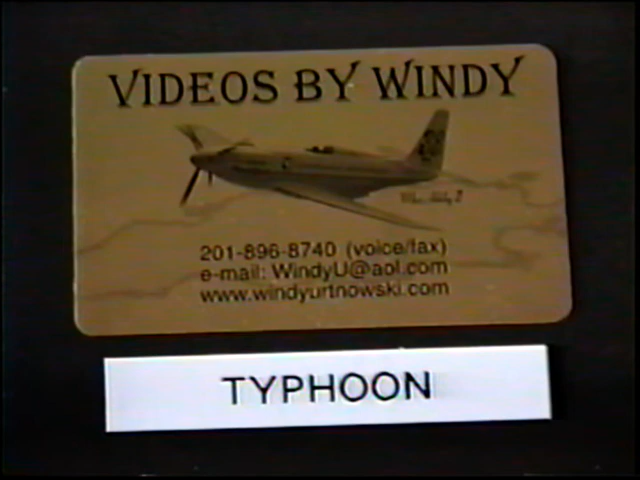 VIDEOS BY WINDY
201-896-8740 (voice/fax)
e-mail: WindyU@aol.com
www.windyurtnowski.com
TYPHOON